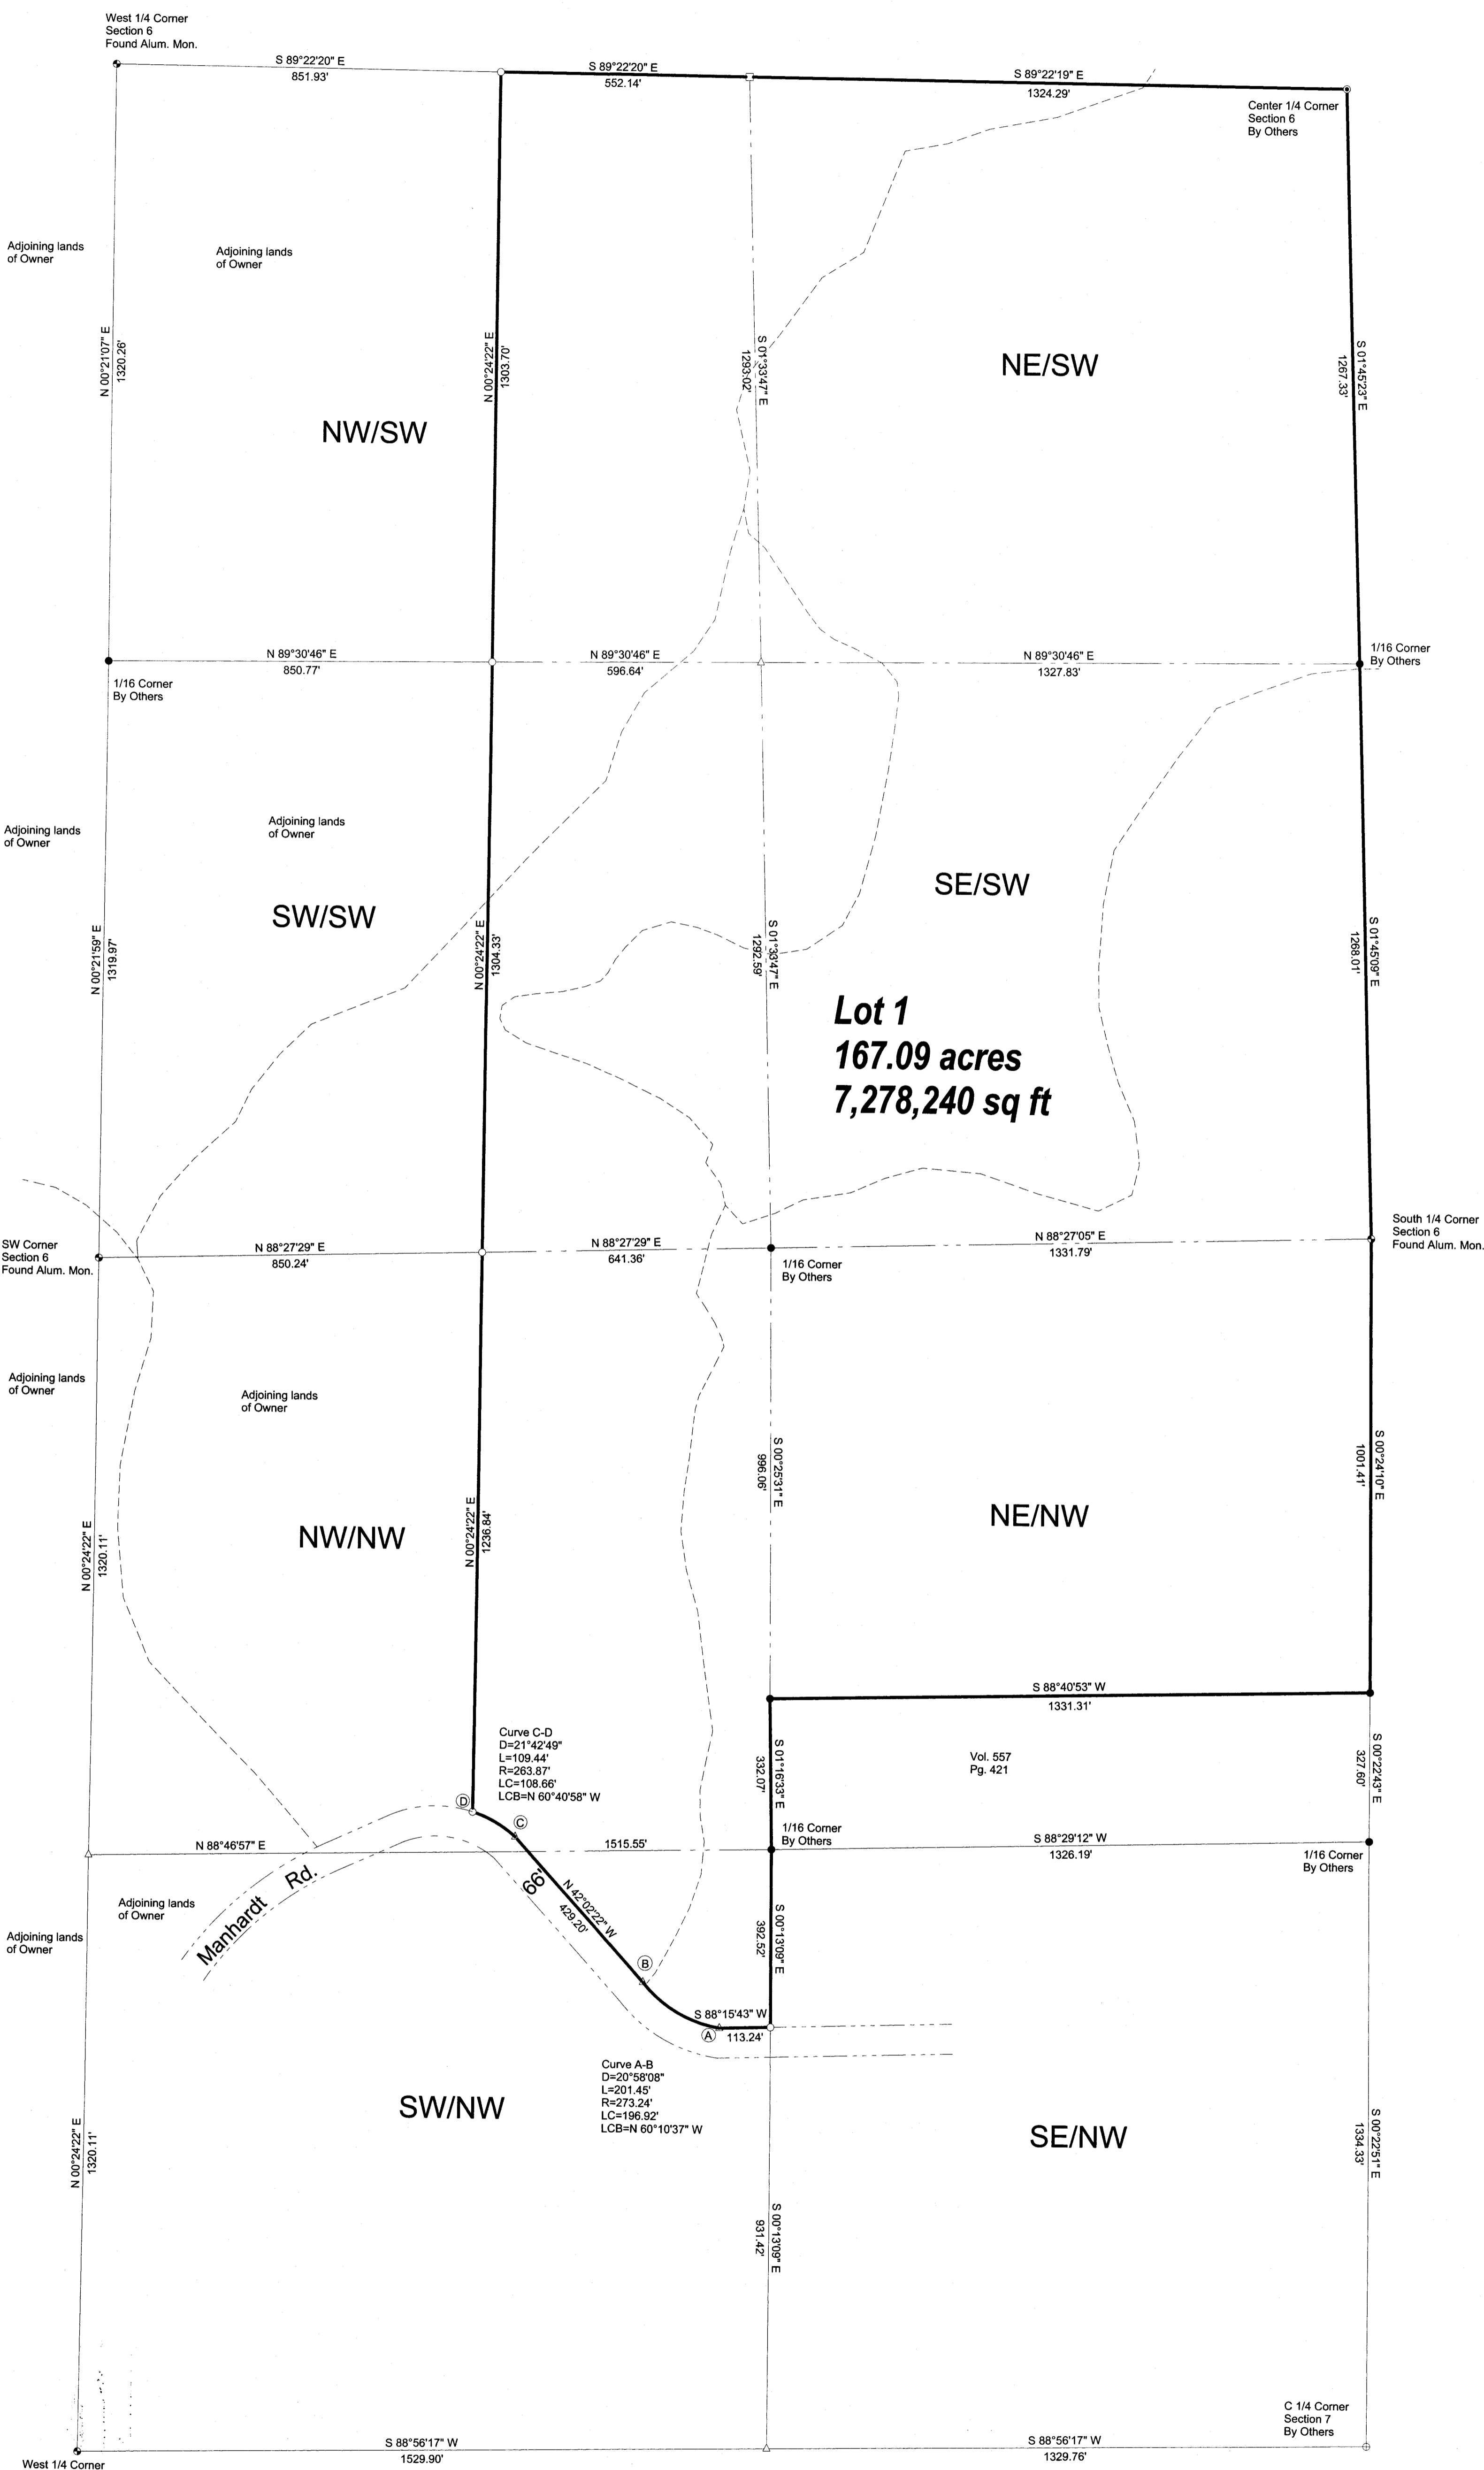 West 1/4 Corner
Section 6
Found Alum. Mon.
S 89°22'20" E
851.93'
S 89°22'20" E
552.14'
S 89°22'19" E
1324.29'
Center 1/4 Corner
Section 6
By Others
Adjoining lands
of Owner
Adjoining lands
of Owner
N 00°21'07" E
1320.26'
N 00°24'22" E
1303.70'
S 01°33'47" E
1293.02'
S 01°45'23" E
1267.33'
NE/SW
NW/SW
N 89°30'46" E
850.77'
N 89°30'46" E
596.64'
N 89°30'46" E
1327.83'
1/16 Corner
By Others
1/16 Corner
By Others
Adjoining lands
of Owner
Adjoining lands
of Owner
SW/SW
SE/SW
N 00°21'59" E
1319.97'
N 00°24'22" E
1304.33'
S 01°33'47" E
1292.59'
S 01°45'09" E
1268.01'
Lot 1
167.09 acres
7,278,240 sq ft
SW Corner
Section 6
Found Alum. Mon.
N 88°27'29" E
850.24'
N 88°27'29" E
641.36'
1/16 Corner
By Others
N 88°27'05" E
1331.79'
South 1/4 Corner
Section 6
Found Alum. Mon.
Adjoining lands
of Owner
Adjoining lands
of Owner
N 00°24'22" E
1320.11'
N 00°24'22" E
1236.84'
S 00°25'31" E
996.06'
S 00°24'10" E
1001.41'
NW/NW
NE/NW
S 88°40'53" W
1331.31'
Curve C-D
D=21°42'49"
L=109.44'
R=263.87'
LC=108.66'
LCB=N 60°40'58" W
S 01°16'33" E
332.07'
Vol. 557
Pg. 421
S 00°22'43" E
327.60'
D
C
N 88°46'57" E
1515.55'
1/16 Corner
By Others
S 88°29'12" W
1326.19'
1/16 Corner
By Others
Manhardt Rd.
66'
N 42°02'22" W
429.20'
Adjoining lands
of Owner
Adjoining lands
of Owner
S 00°13'09" E
392.52'
B
S 88°15'43" W
113.24'
A
Curve A-B
D=20°58'08"
L=201.45'
R=273.24'
LC=196.92'
LCB=N 60°10'37" W
SW/NW
SE/NW
N 00°24'22" E
1320.11'
S 00°13'09" E
931.42'
S 00°22'51" E
1334.33'
C 1/4 Corner
Section 7
By Others
S 88°56'17" W
1529.90'
S 88°56'17" W
1329.76'
West 1/4 Corner